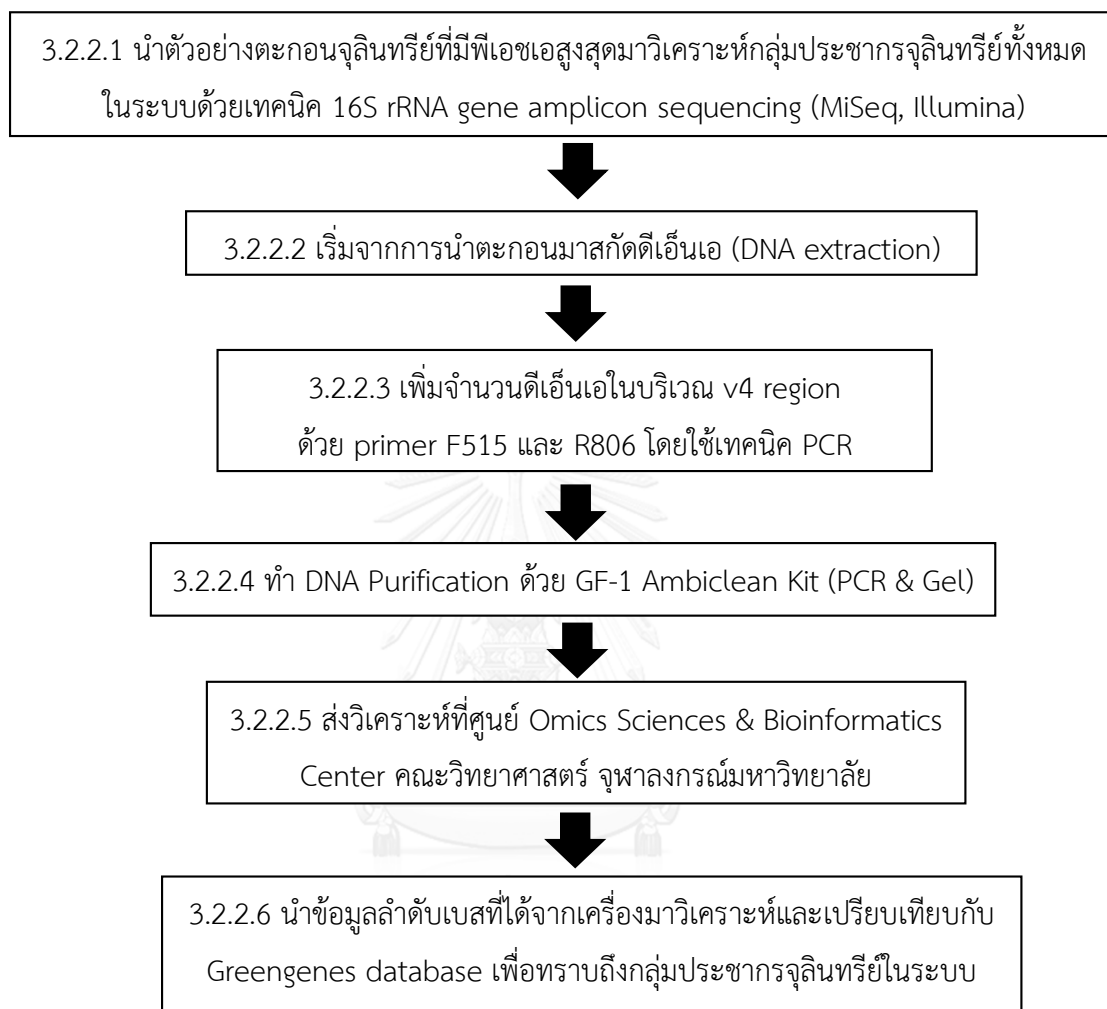 3.2.2.1 นำตัวอย่างตะกอนจุลินทรีย์ที่มีพีเอชเอสูงสุดมาวิเคราะห์กลุ่มประชากรจุลินทรีย์ทั้งหมด
ในระบบด้วยเทคนิค 16S rRNA gene amplicon sequencing (MiSeq, Illumina)
3.2.2.2 เริ่มจากการนำตะกอนมาสกัดดีเอ็นเอ (DNA extraction)
3.2.2.3 เพิ่มจำนวนดีเอ็นเอในบริเวณ v4 region
ด้วย primer F515 และ R806 โดยใช้เทคนิค PCR
3.2.2.4 ทำ DNA Purification ด้วย GF-1 Ambiclean Kit (PCR & Gel)
3.2.2.5 ส่งวิเคราะห์ที่ศูนย์ Omics Sciences & Bioinformatics
Center คณะวิทยาศาสตร์ จุฬาลงกรณ์มหาวิทยาลัย
3.2.2.6 นำข้อมูลลำดับเบสที่ได้จากเครื่องมาวิเคราะห์และเปรียบเทียบกับ
Greengenes database เพื่อทราบถึงกลุ่มประชากรจุลินทรีย์ในระบบ